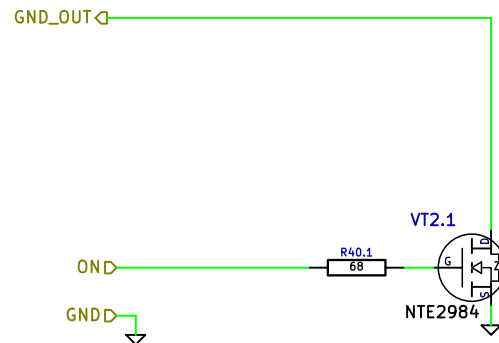 GND_OUT
VT2.1
R40.1
ON
68
G
D
S
GND
NTE2984